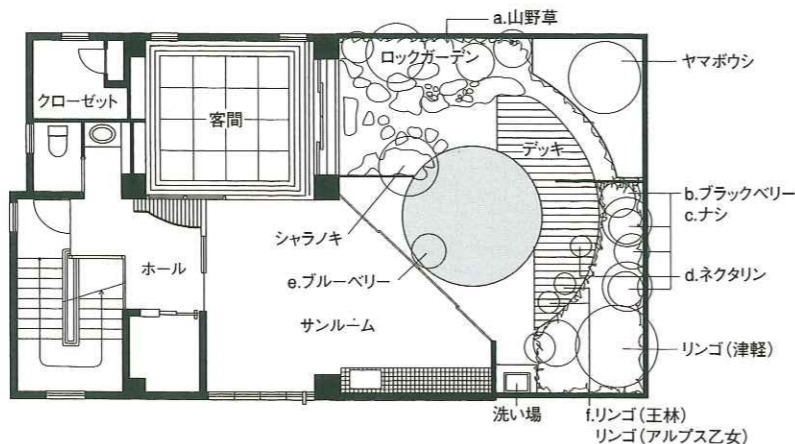 a.山野草
ロックガーデン
ヤマボウシ
クローゼット
客間
デッキ
b.ブラックベリー
c.ナシ
シャラノキ
d.ネクタリン
ホール
e.ブルーベリー
サンルーム
リンゴ(津軽)
洗い場
f.リンゴ(王林)
リンゴ(アルプス乙女)